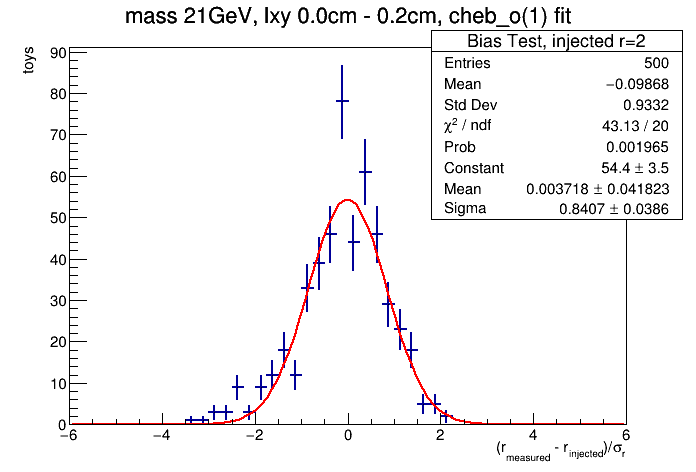 mass 21GeV, lxy 0.0cm - 0.2cm, cheb_o(1) fit
Bias Test, injected r=2
Entries 500
Mean −0.09868
Std Dev 0.9332
χ² / ndf 43.13 / 20
Prob 0.001965
Constant 54.4 ± 3.5
Mean 0.003718 ± 0.041823
Sigma 0.8407 ± 0.0386
toys
90
80
70
60
50
40
30
20
10
0
−6 −4 −2 0 2 4 6
(r_measured - r_injected)/σ_r